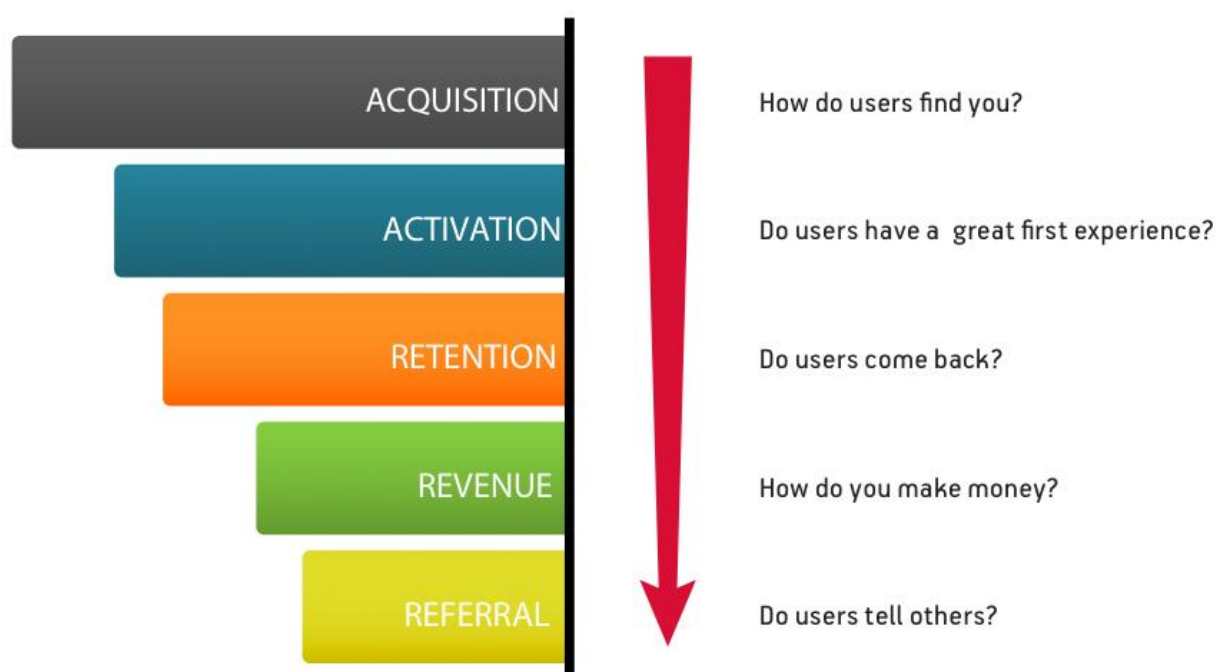 ACQUISITION
How do users find you?
ACTIVATION
Do users have a  great first experience?
RETENTION
Do users come back?
REVENUE
How do you make money?
REFERRAL
Do users tell others?